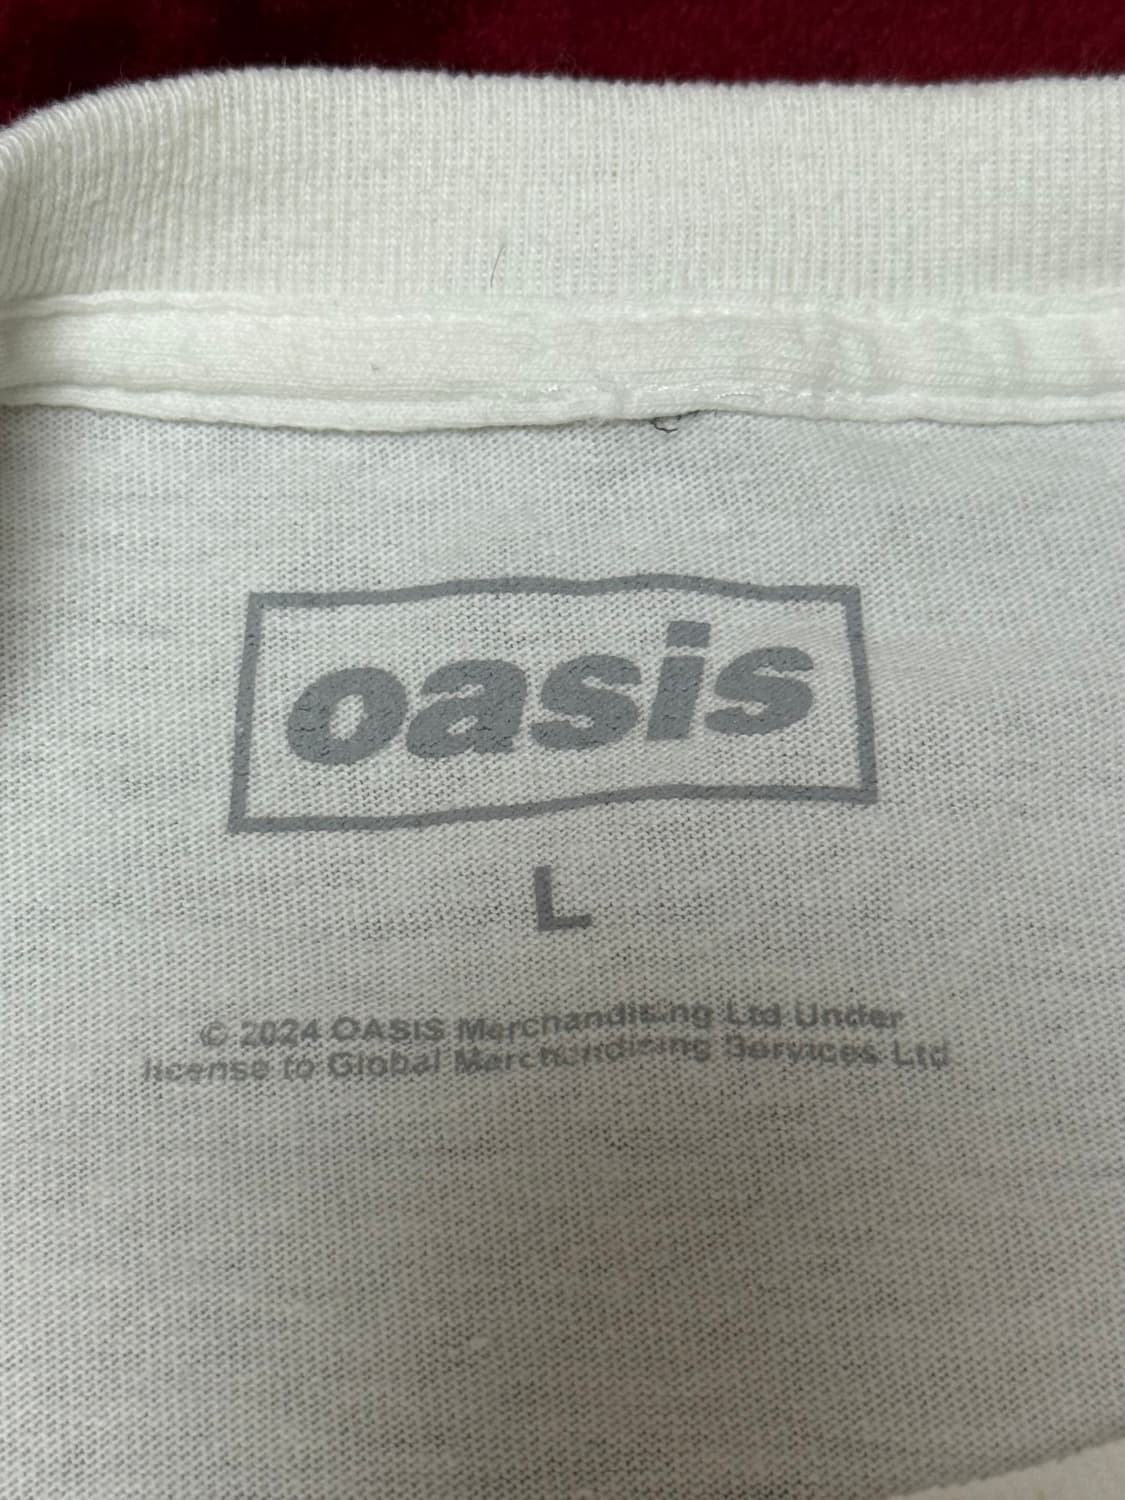 oasis
L
© 2024 OASIS Merchandising Ltd Under
license to Global Merchandising Services Ltd